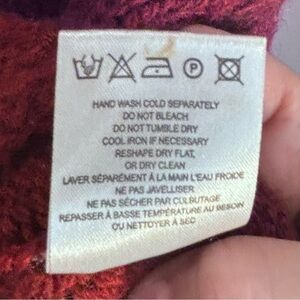 P
HAND WASH COLD SEPARATELY
DO NOT BLEACH
DO NOT TUMBLE DRY
COOL IRON IF NECESSARY
RESHAPE DRY FLAT,
OR DRY CLEAN
LAVER SÉPARÉMENT À LA MAIN L'EAU FROIDE
NE PAS JAVELLISER
NE PAS SÉCHER PAR CULBUTAGE
REPASSER À BASSE TEMPÉRATURE AU BESOIN
OU NETTOYER À SEC